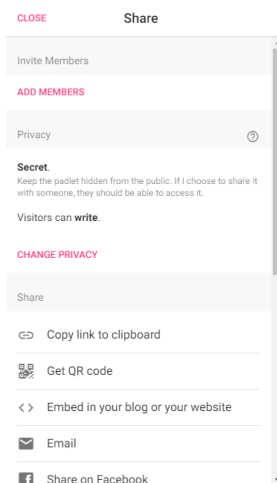 CLOSE Share
Invite Members
ADD MEMBERS
Privacy
Secret.
Keep the padlet hidden from the public. If I choose to share it
with someone, they should be able to access it.
Visitors can write.
CHANGE PRIVACY
Share
Copy link to clipboard
Get QR code
Embed in your blog or your website
Email
Share on Facebook